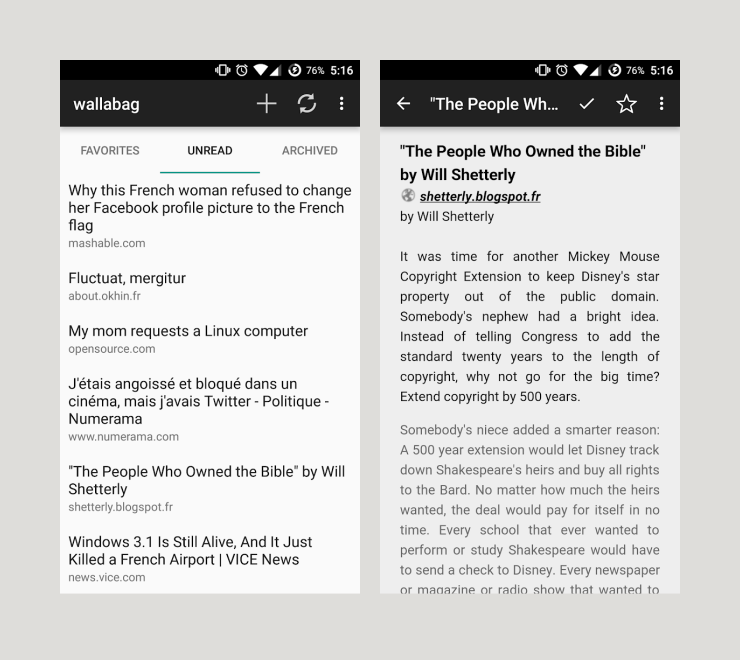 76% 5:16
wallabag
FAVORITES UNREAD ARCHIVED
Why this French woman refused to change
her Facebook profile picture to the French
flag
mashable.com
Fluctuat, mergitur
about.okhin.fr
My mom requests a Linux computer
opensource.com
J'étais angoissé et bloqué dans un
cinéma, mais j'avais Twitter - Politique -
Numerama
www.numerama.com
"The People Who Owned the Bible" by Will
Shetterly
shetterly.blogspot.fr
Windows 3.1 Is Still Alive, And It Just
Killed a French Airport | VICE News
news.vice.com
76% 5:16
"The People Wh...
"The People Who Owned the Bible"
by Will Shetterly
shetterly.blogspot.fr
by Will Shetterly
It was time for another Mickey Mouse
Copyright Extension to keep Disney's star
property out of the public domain.
Somebody's nephew had a bright idea.
Instead of telling Congress to add the
standard twenty years to the length of
copyright, why not go for the big time?
Extend copyright by 500 years.
Somebody's niece added a smarter reason:
A 500 year extension would let Disney track
down Shakespeare's heirs and buy all rights
to the Bard. No matter how much the heirs
wanted, the deal would pay for itself in no
time. Every school that ever wanted to
perform or study Shakespeare would have
to send a check to Disney. Every newspaper
or magazine or radio show that wanted to